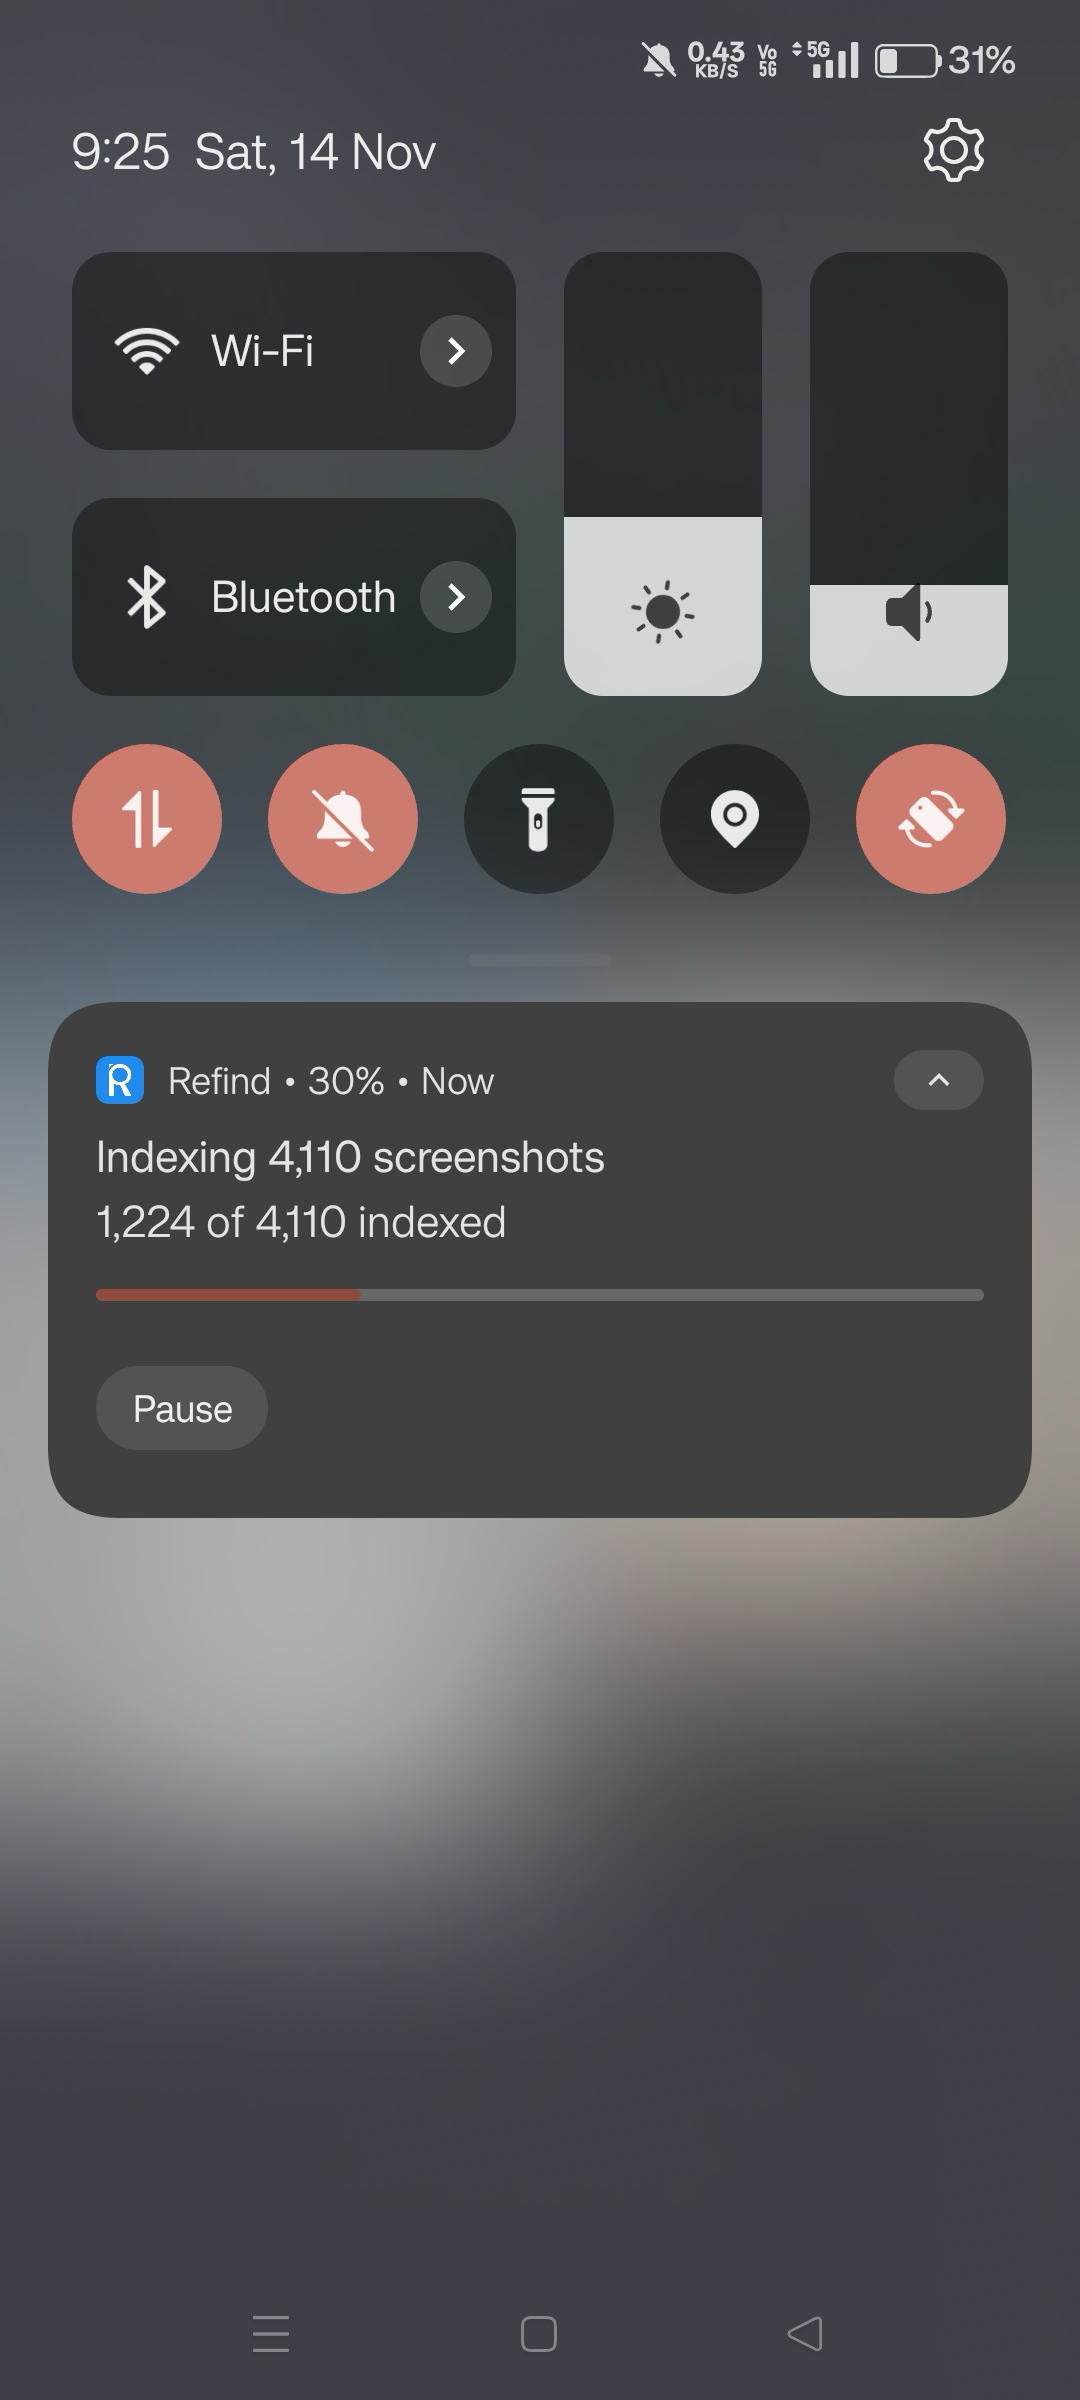 0.43 KB/S Vo 5G 5G 31%
9:25 Sat, 14 Nov
Wi-Fi
Bluetooth
Refind • 30% • Now
Indexing 4,110 screenshots
1,224 of 4,110 indexed
Pause